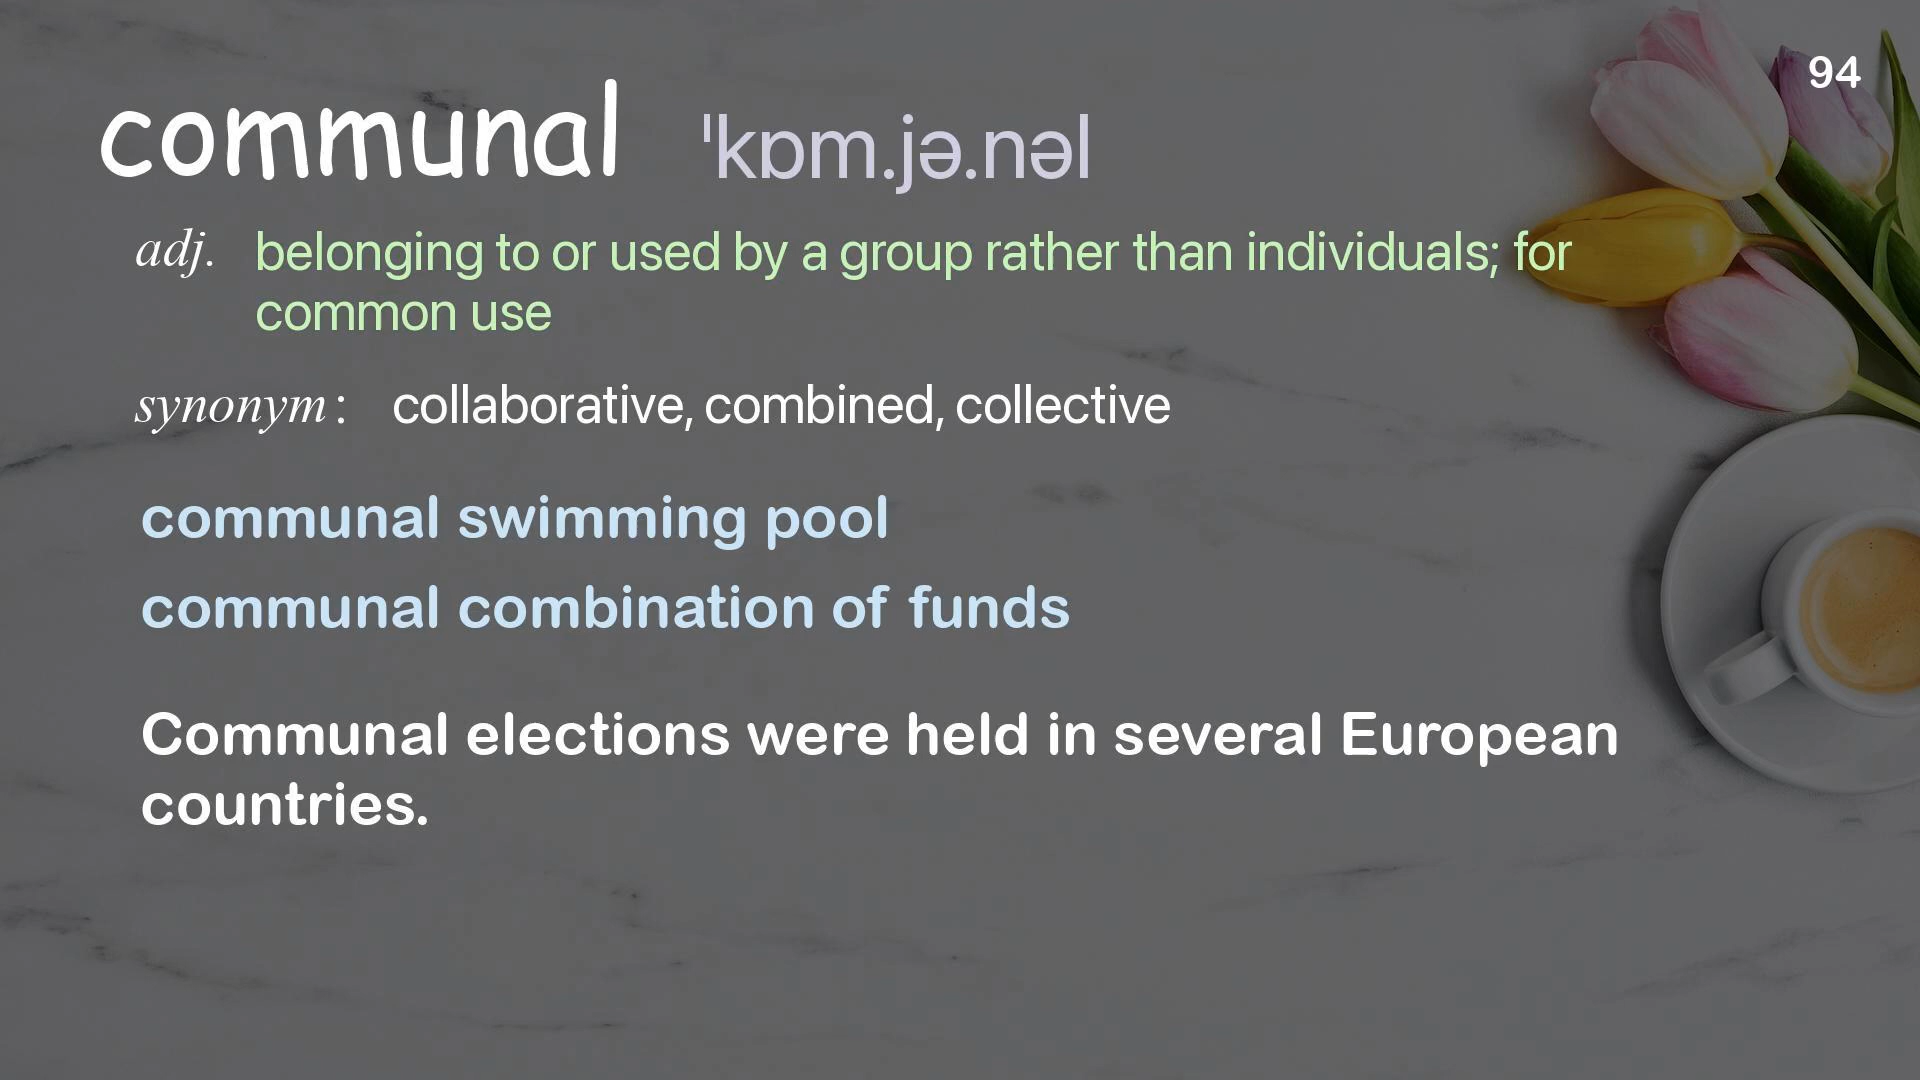 94
communal ˈkɒm.jə.nəl
adj. belonging to or used by a group rather than individuals; for
common use
synonym : collaborative, combined, collective
communal swimming pool
communal combination of funds
Communal elections were held in several European
countries.